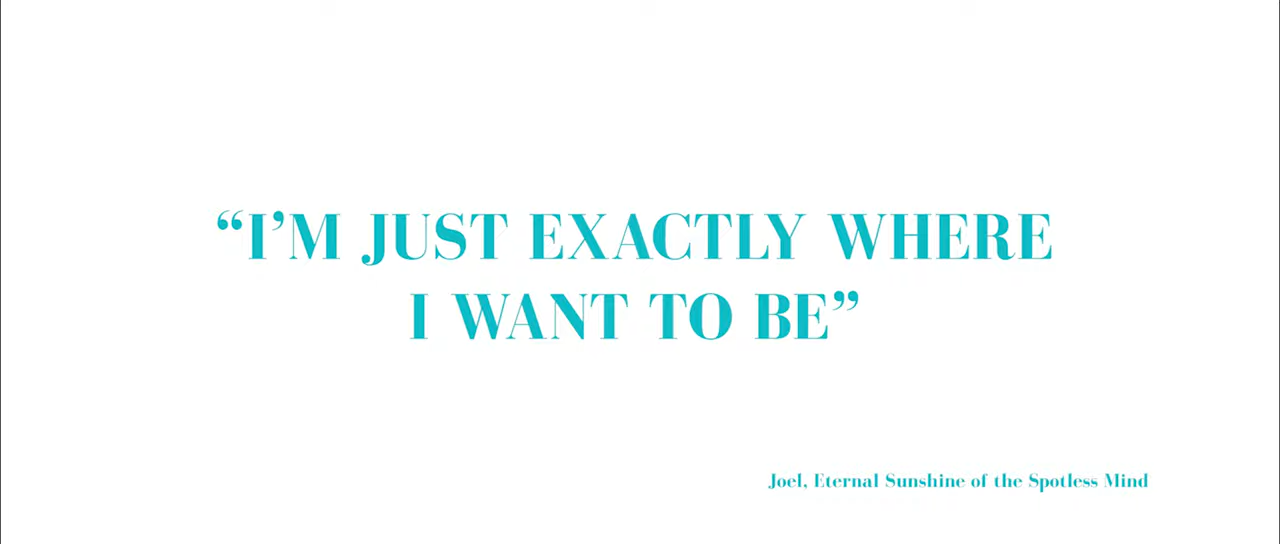 “I’M JUST EXACTLY WHERE
I WANT TO BE”
Joel, Eternal Sunshine of the Spotless Mind